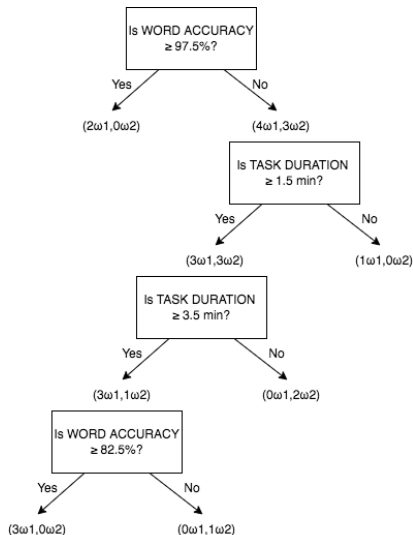 Is WORD ACCURACY
≥ 97.5%?
Yes
No
(2ω1,0ω2)
(4ω1,3ω2)
Is TASK DURATION
≥ 1.5 min?
Yes
No
(3ω1,3ω2)
(1ω1,0ω2)
Is TASK DURATION
≥ 3.5 min?
Yes
No
(3ω1,1ω2)
(0ω1,2ω2)
Is WORD ACCURACY
≥ 82.5%?
Yes
No
(3ω1,0ω2)
(0ω1,1ω2)